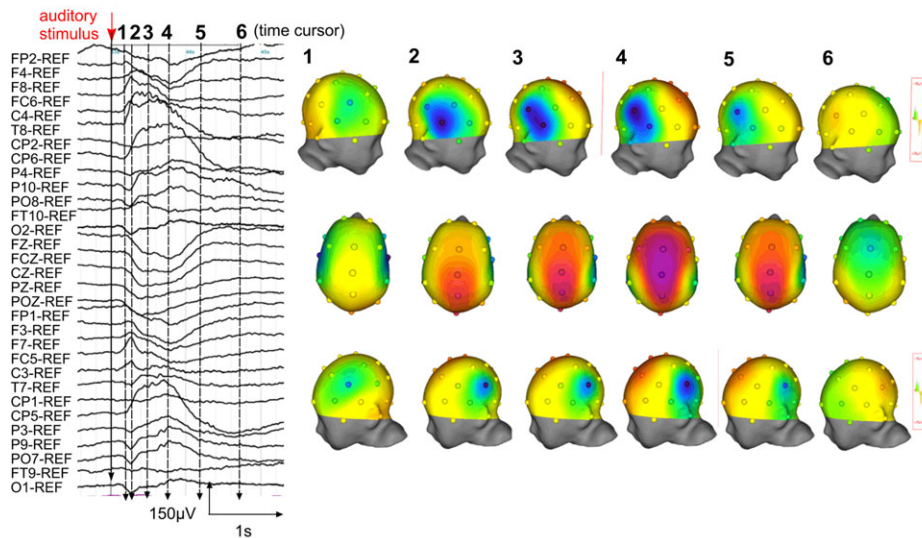 auditory
stimulus
1 2 3 4 5 6 (time cursor)
1 2 3 4 5 6
FP2-REF
F4-REF
F8-REF
FC6-REF
C4-REF
T8-REF
CP2-REF
CP6-REF
P4-REF
P10-REF
PO8-REF
FT10-REF
O2-REF
FZ-REF
FCZ-REF
CZ-REF
PZ-REF
POZ-REF
FP1-REF
F3-REF
F7-REF
FC5-REF
C3-REF
T7-REF
CP1-REF
CP5-REF
P3-REF
P9-REF
PO7-REF
FT9-REF
O1-REF
150μV
1s